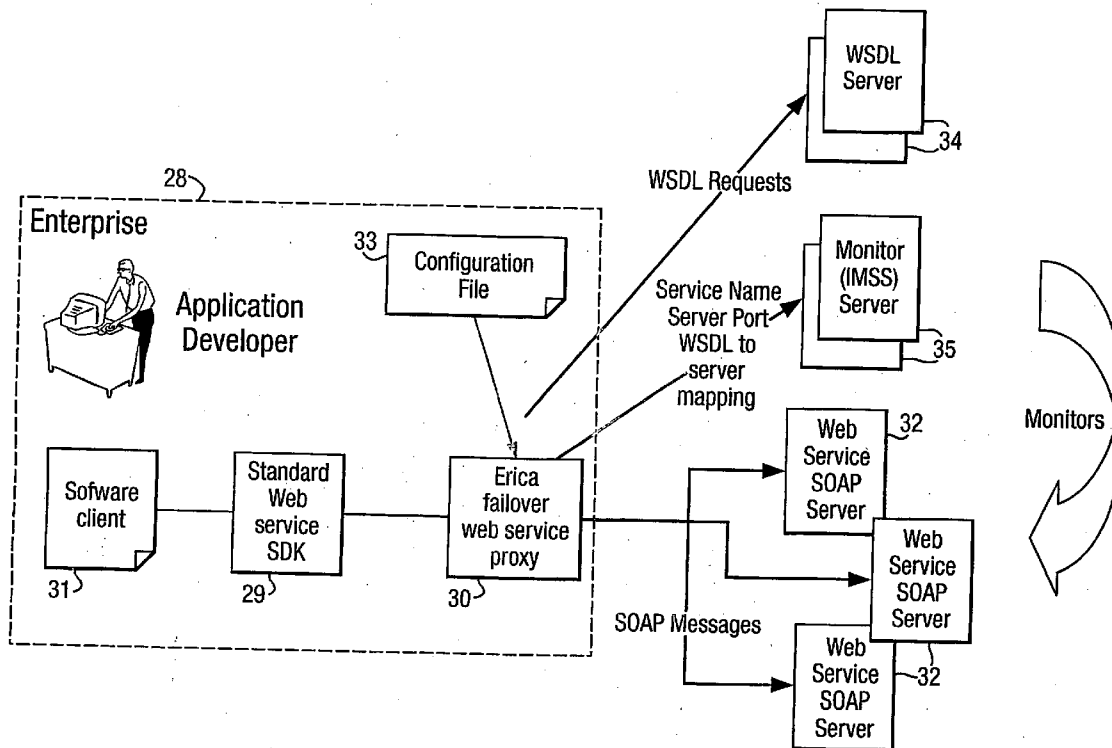 WSDL
Server
34
WSDL Requests
28
Enterprise
33
Configuration
File
Application
Developer
Monitor
(IMSS)
Server
35
Service Name
Server Port
WSDL to
server
mapping
Monitors
Sofware
client
31
Standard
Web
service
SDK
29
Erica
failover
web service
proxy
30
32
Web
Service
SOAP
Server
Web
Service
SOAP
Server
32
SOAP Messages
Web
Service
SOAP
Server
32